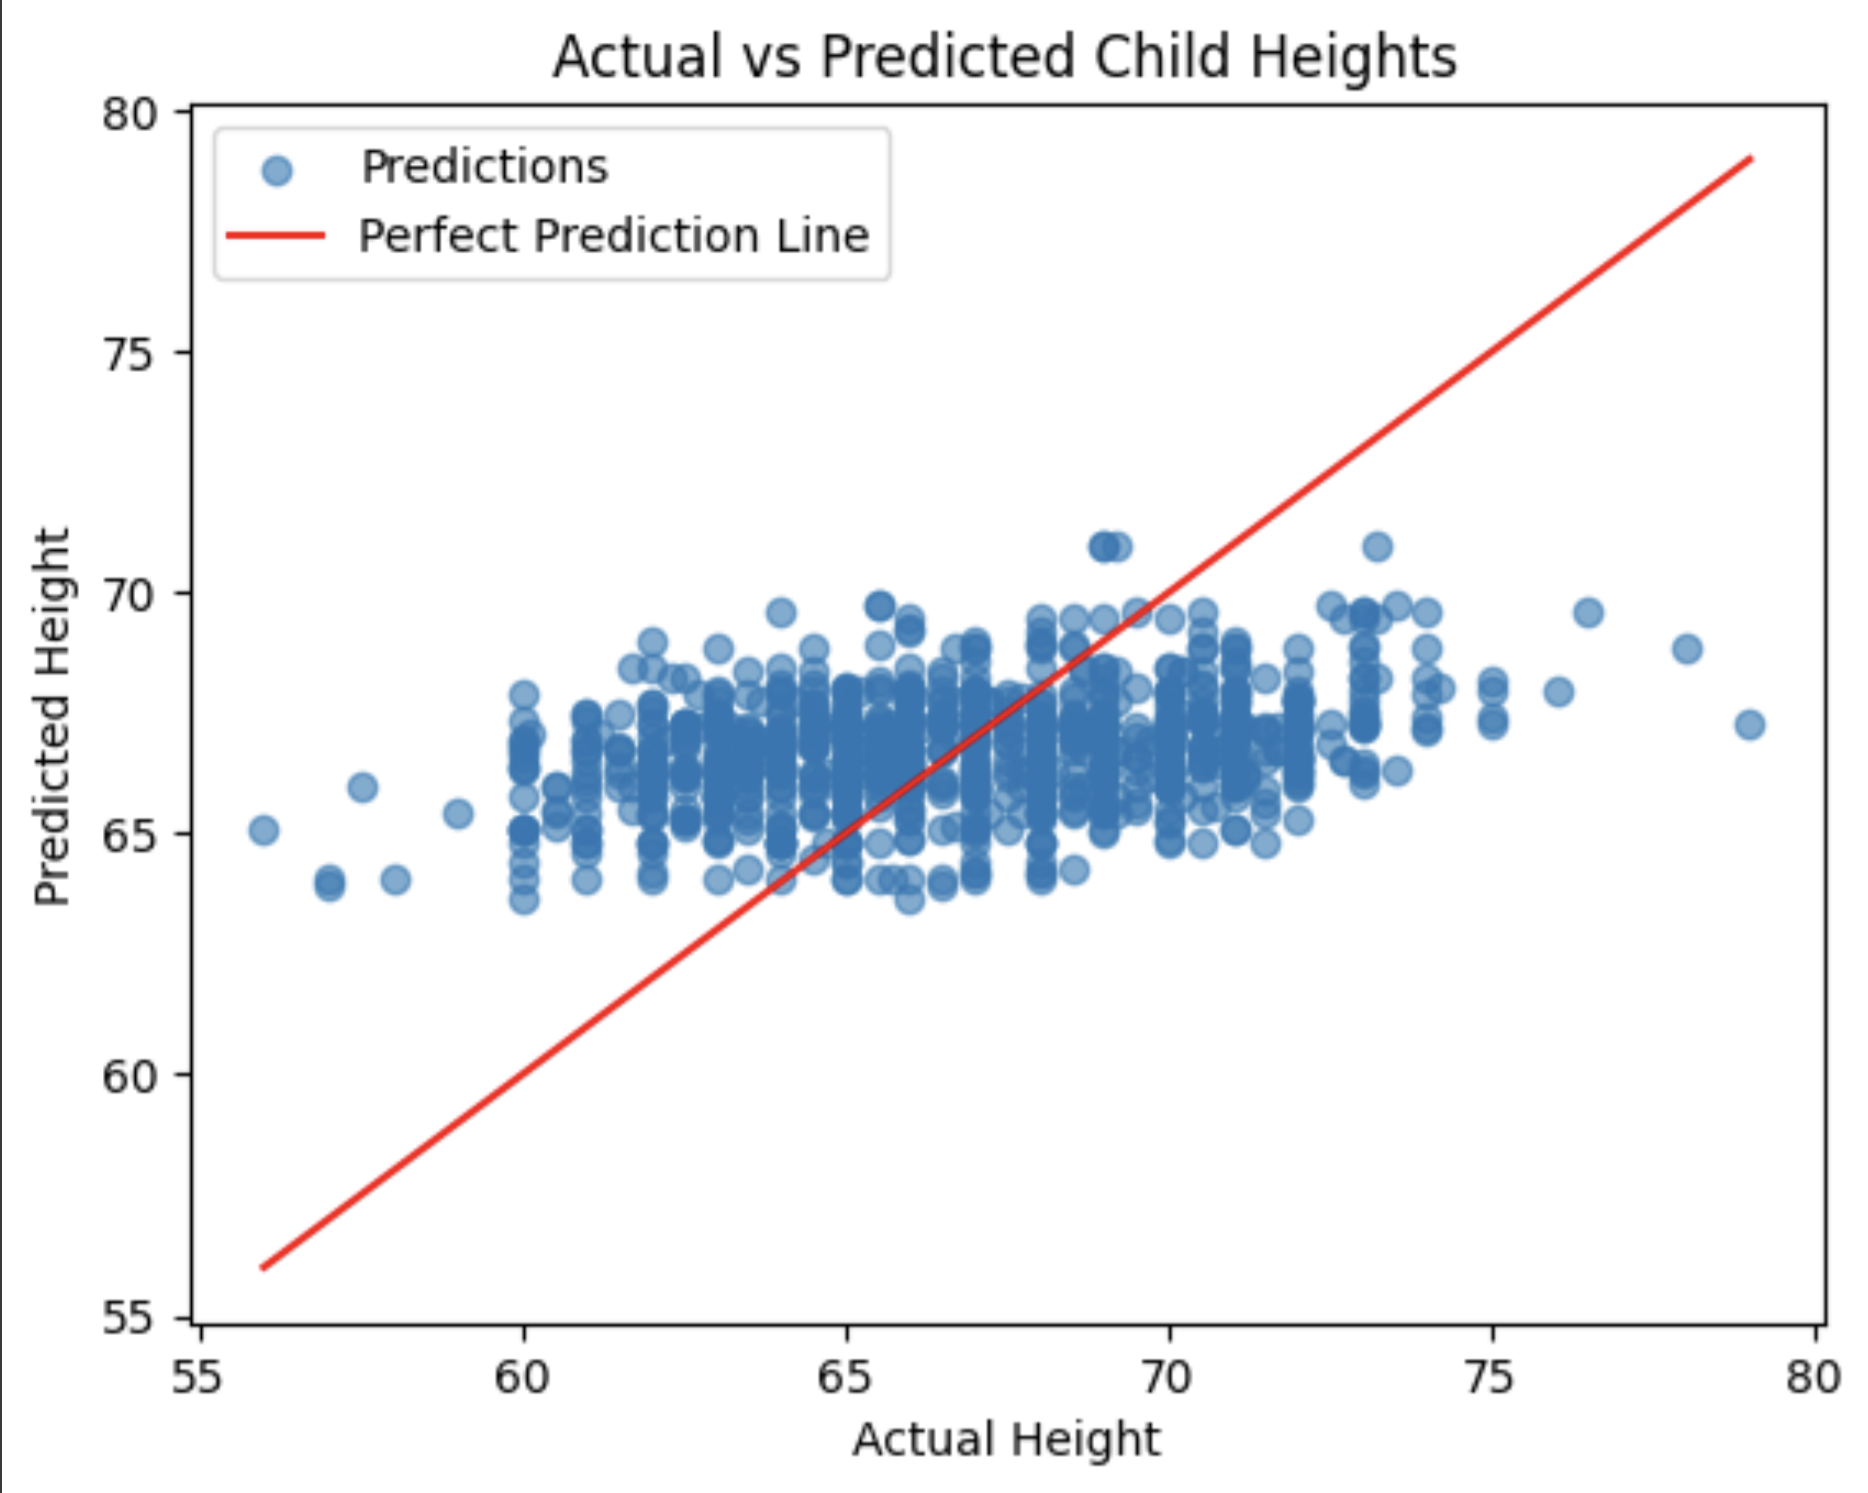 Actual vs Predicted Child Heights
Predictions
Perfect Prediction Line
80
75
70
65
60
55
Predicted Height
55 60 65 70 75 80
Actual Height